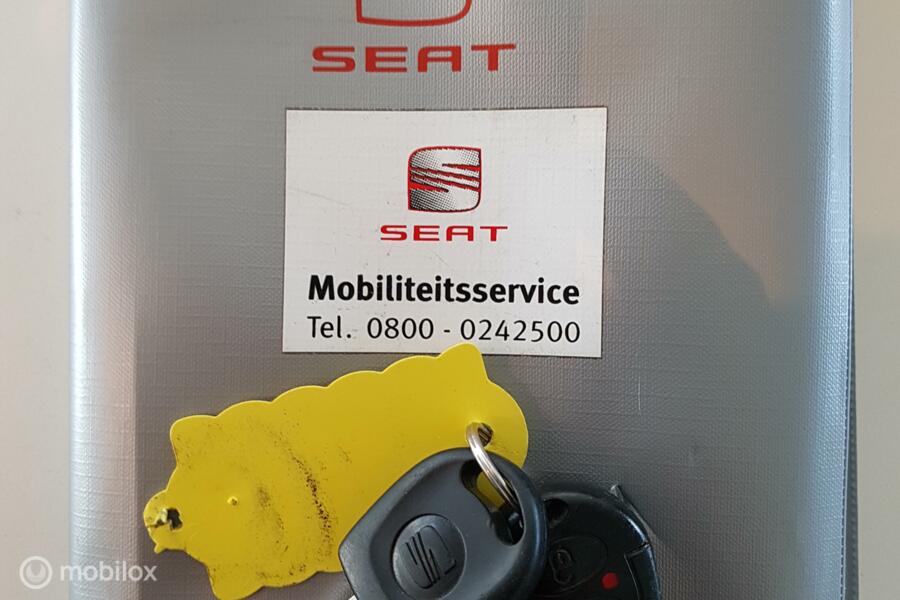 SEAT
SEAT
Mobiliteitsservice
Tel. 0800 - 0242500
mobilox